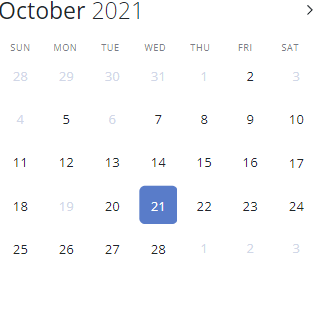 October 2021
SUN MON TUE WED THU FRI SAT
28 29 30 31 1 2 3
4 5 6 7 8 9 10
11 12 13 14 15 16 17
18 19 20 21 22 23 24
25 26 27 28 1 2 3